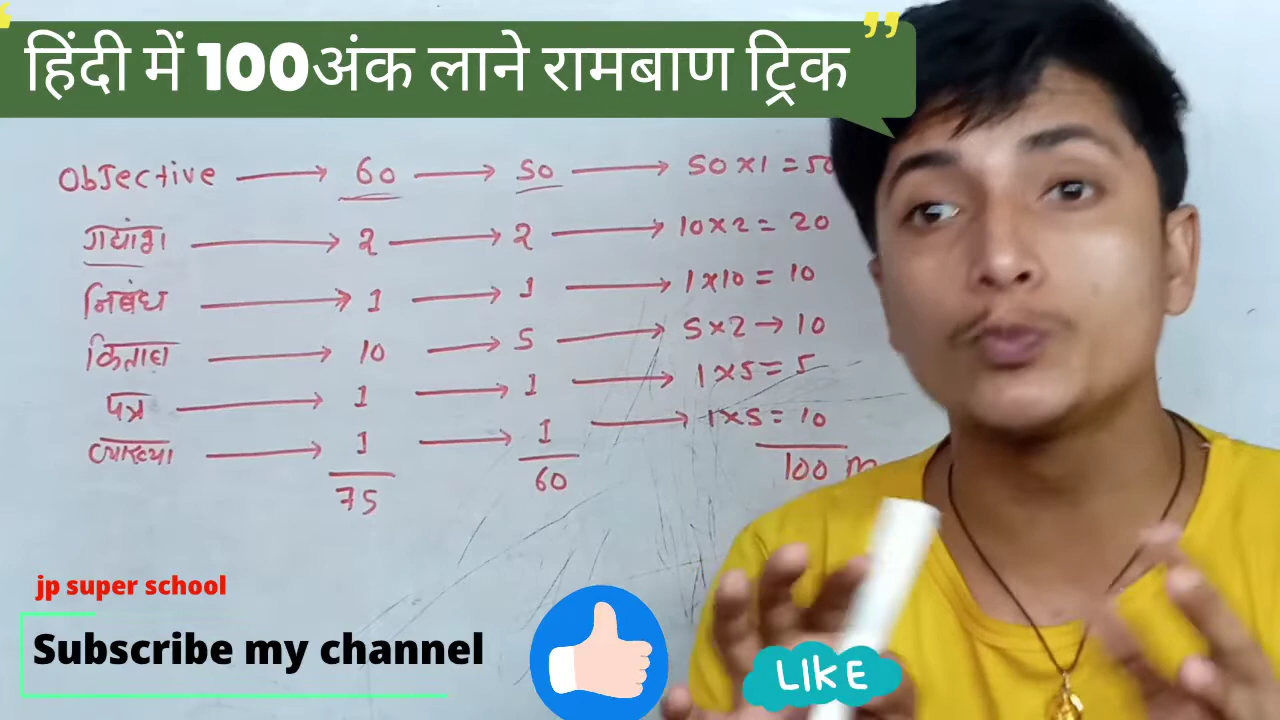 “
हिंदी में 100अंक लाने रामबाण ट्रिक ”
Objective → 60 → 50 → 50 x 1 = 50
गद्यांश → 2 → 2 → 10 x 2 = 20
निबंध → 1 → 1 → 1 x 10 = 10
किताब → 10 → 5 → 5 x 2 → 10
पत्र → 1 → 1 → 1 x 5 = 5
व्याख्या → 1 → 1 → 1 x 5 = 10
75 60 100 m
jp super school
Subscribe my channel
LIKE